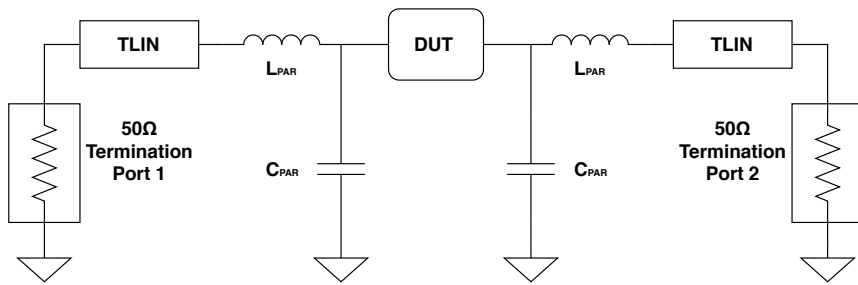 TLIN
DUT
TLIN
LPAR
LPAR
50Ω
Termination
Port 1
CPAR
CPAR
50Ω
Termination
Port 2